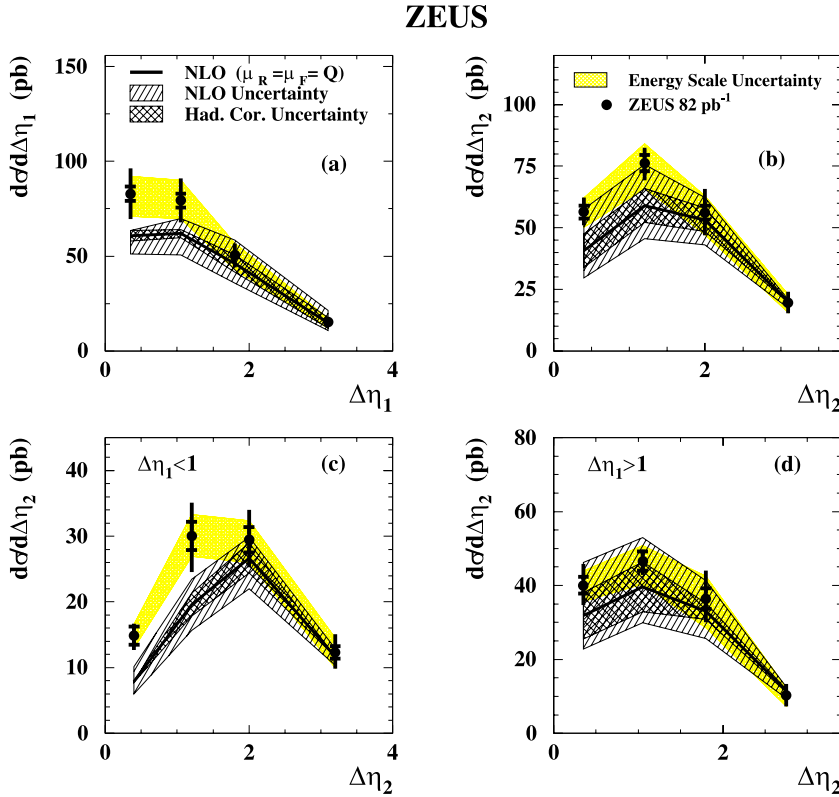 ZEUS
dσ/dΔη₁ (pb)
150
100
50
0
NLO (μ_R=μ_F=Q)
NLO Uncertainty
Had. Cor. Uncertainty
(a)
0 2 4
Δη₁
dσ/dΔη₂ (pb)
100
75
50
25
0
Energy Scale Uncertainty
ZEUS 82 pb⁻¹
(b)
0 2
Δη₂
dσ/dΔη₂ (pb)
40
30
20
10
0
Δη₁<1
(c)
0 2 4
Δη₂
dσ/dΔη₂ (pb)
80
60
40
20
0
Δη₁>1
(d)
0 2
Δη₂